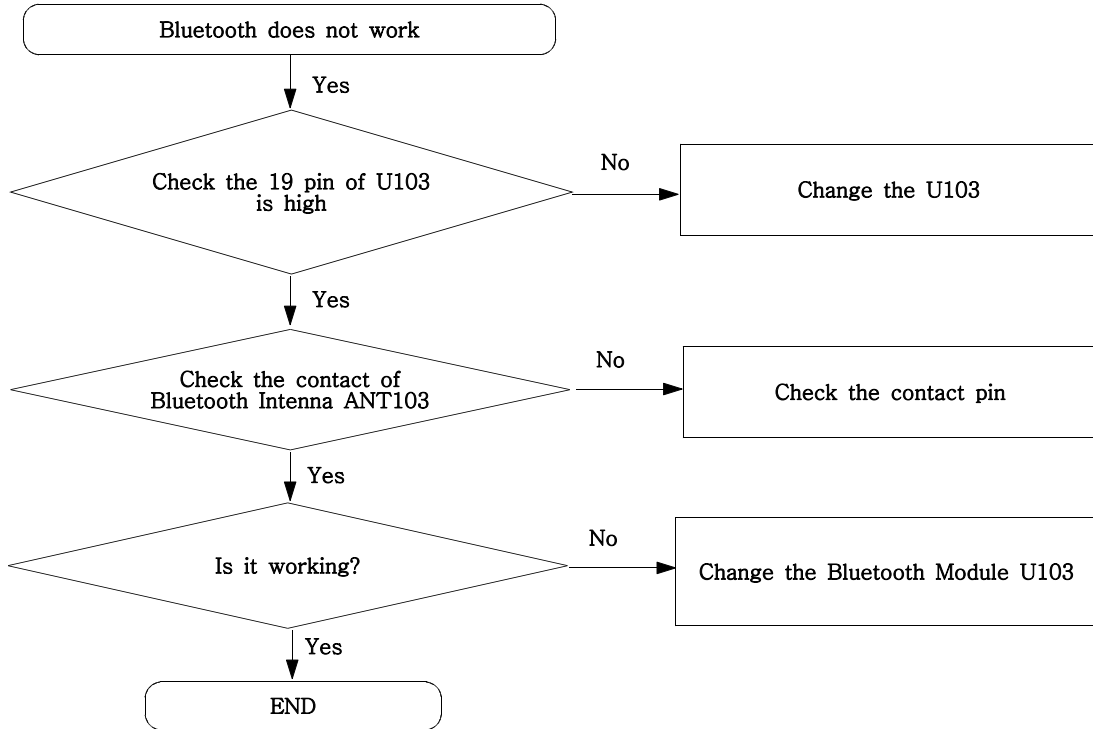 Bluetooth does not work
Yes
Check the 19 pin of U103
is high
No
Change the U103
Yes
Check the contact of
Bluetooth Intenna ANT103
No
Check the contact pin
Yes
Is it working?
No
Change the Bluetooth Module U103
Yes
END